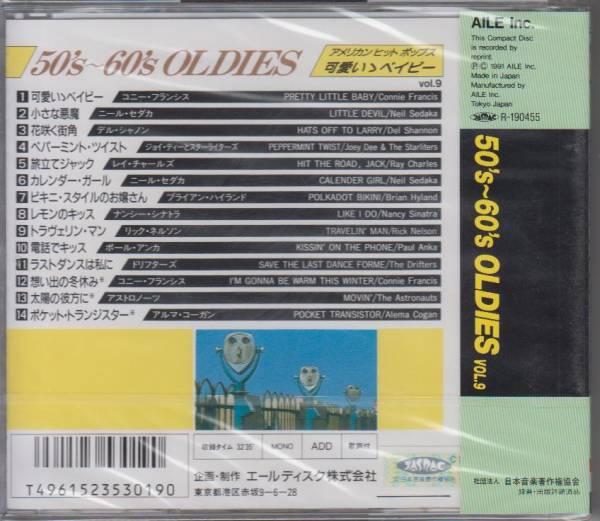 50's~60's OLDIES
アメリカン ヒット ポップス
可愛いゝベイビー
vol.9
1 可愛いゝベイビー コニー・フランシス PRETTY LITTLE BABY/Connie Francis
2 小さな悪魔 ニール・セダカ LITTLE DEVIL/Neil Sedaka
3 花咲く街角 デル・シャノン HATS OFF TO LARRY/Del Shannon
4 ペパーミント・ツイスト ジョイ・ディーとスターライターズ PEPPERMINT TWIST/Joey Dee & The Starliters
5 旅立てジャック レイ・チャールズ HIT THE ROAD, JACK/Ray Charles
6 カレンダー・ガール ニール・セダカ CALENDER GIRL/Neil Sedaka
7 ビキニ・スタイルのお嬢さん ブライアン・ハイランド POLKADOT BIKINI/Brian Hyland
8 レモンのキッス ナンシー・シナトラ LIKE I DO/Nancy Sinatra
9 トラヴェリン・マン リック・ネルソン TRAVELIN' MAN/Rick Nelson
10 電話でキッス ポール・アンカ KISSIN' ON THE PHONE/Paul Anka
11 ラストダンスは私に ドリフターズ SAVE THE LAST DANCE FORME/The Drifters
12 想い出の冬休み* コニー・フランシス I'M GONNA BE WARM THIS WINTER/Connie Francis
13 太陽の彼方に* アストロノーツ MOVIN'/The Astronauts
14 ポケット・トランジスター* アルマ・コーガン POCKET TRANSISTOR/Alema Cogan
収録タイム 32'35" MONO ADD 歌詞付
T4961523530190
企画・制作 エールディスク株式会社
東京都港区赤坂9-6-28
JASRAC
AILE Inc.
This Compact Disc
is recorded by
reprint.
Ⓟ© 1991 AILE Inc.
Made in Japan
Manufactured by
AILE Inc.
Tokyo Japan
JASRAC R-190455
50's~60's OLDIES VOL.9
社団法人 日本音楽著作権協会